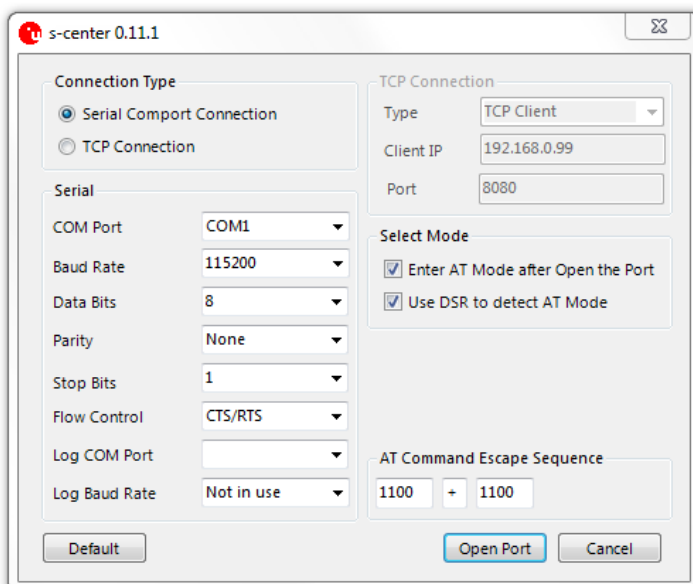 s-center 0.11.1
Connection Type
Serial Comport Connection
TCP Connection
Serial
COM Port COM1
Baud Rate 115200
Data Bits 8
Parity None
Stop Bits 1
Flow Control CTS/RTS
Log COM Port
Log Baud Rate Not in use
TCP Connection
Type TCP Client
Client IP 192.168.0.99
Port 8080
Select Mode
Enter AT Mode after Open the Port
Use DSR to detect AT Mode
AT Command Escape Sequence
1100 + 1100
Default Open Port Cancel